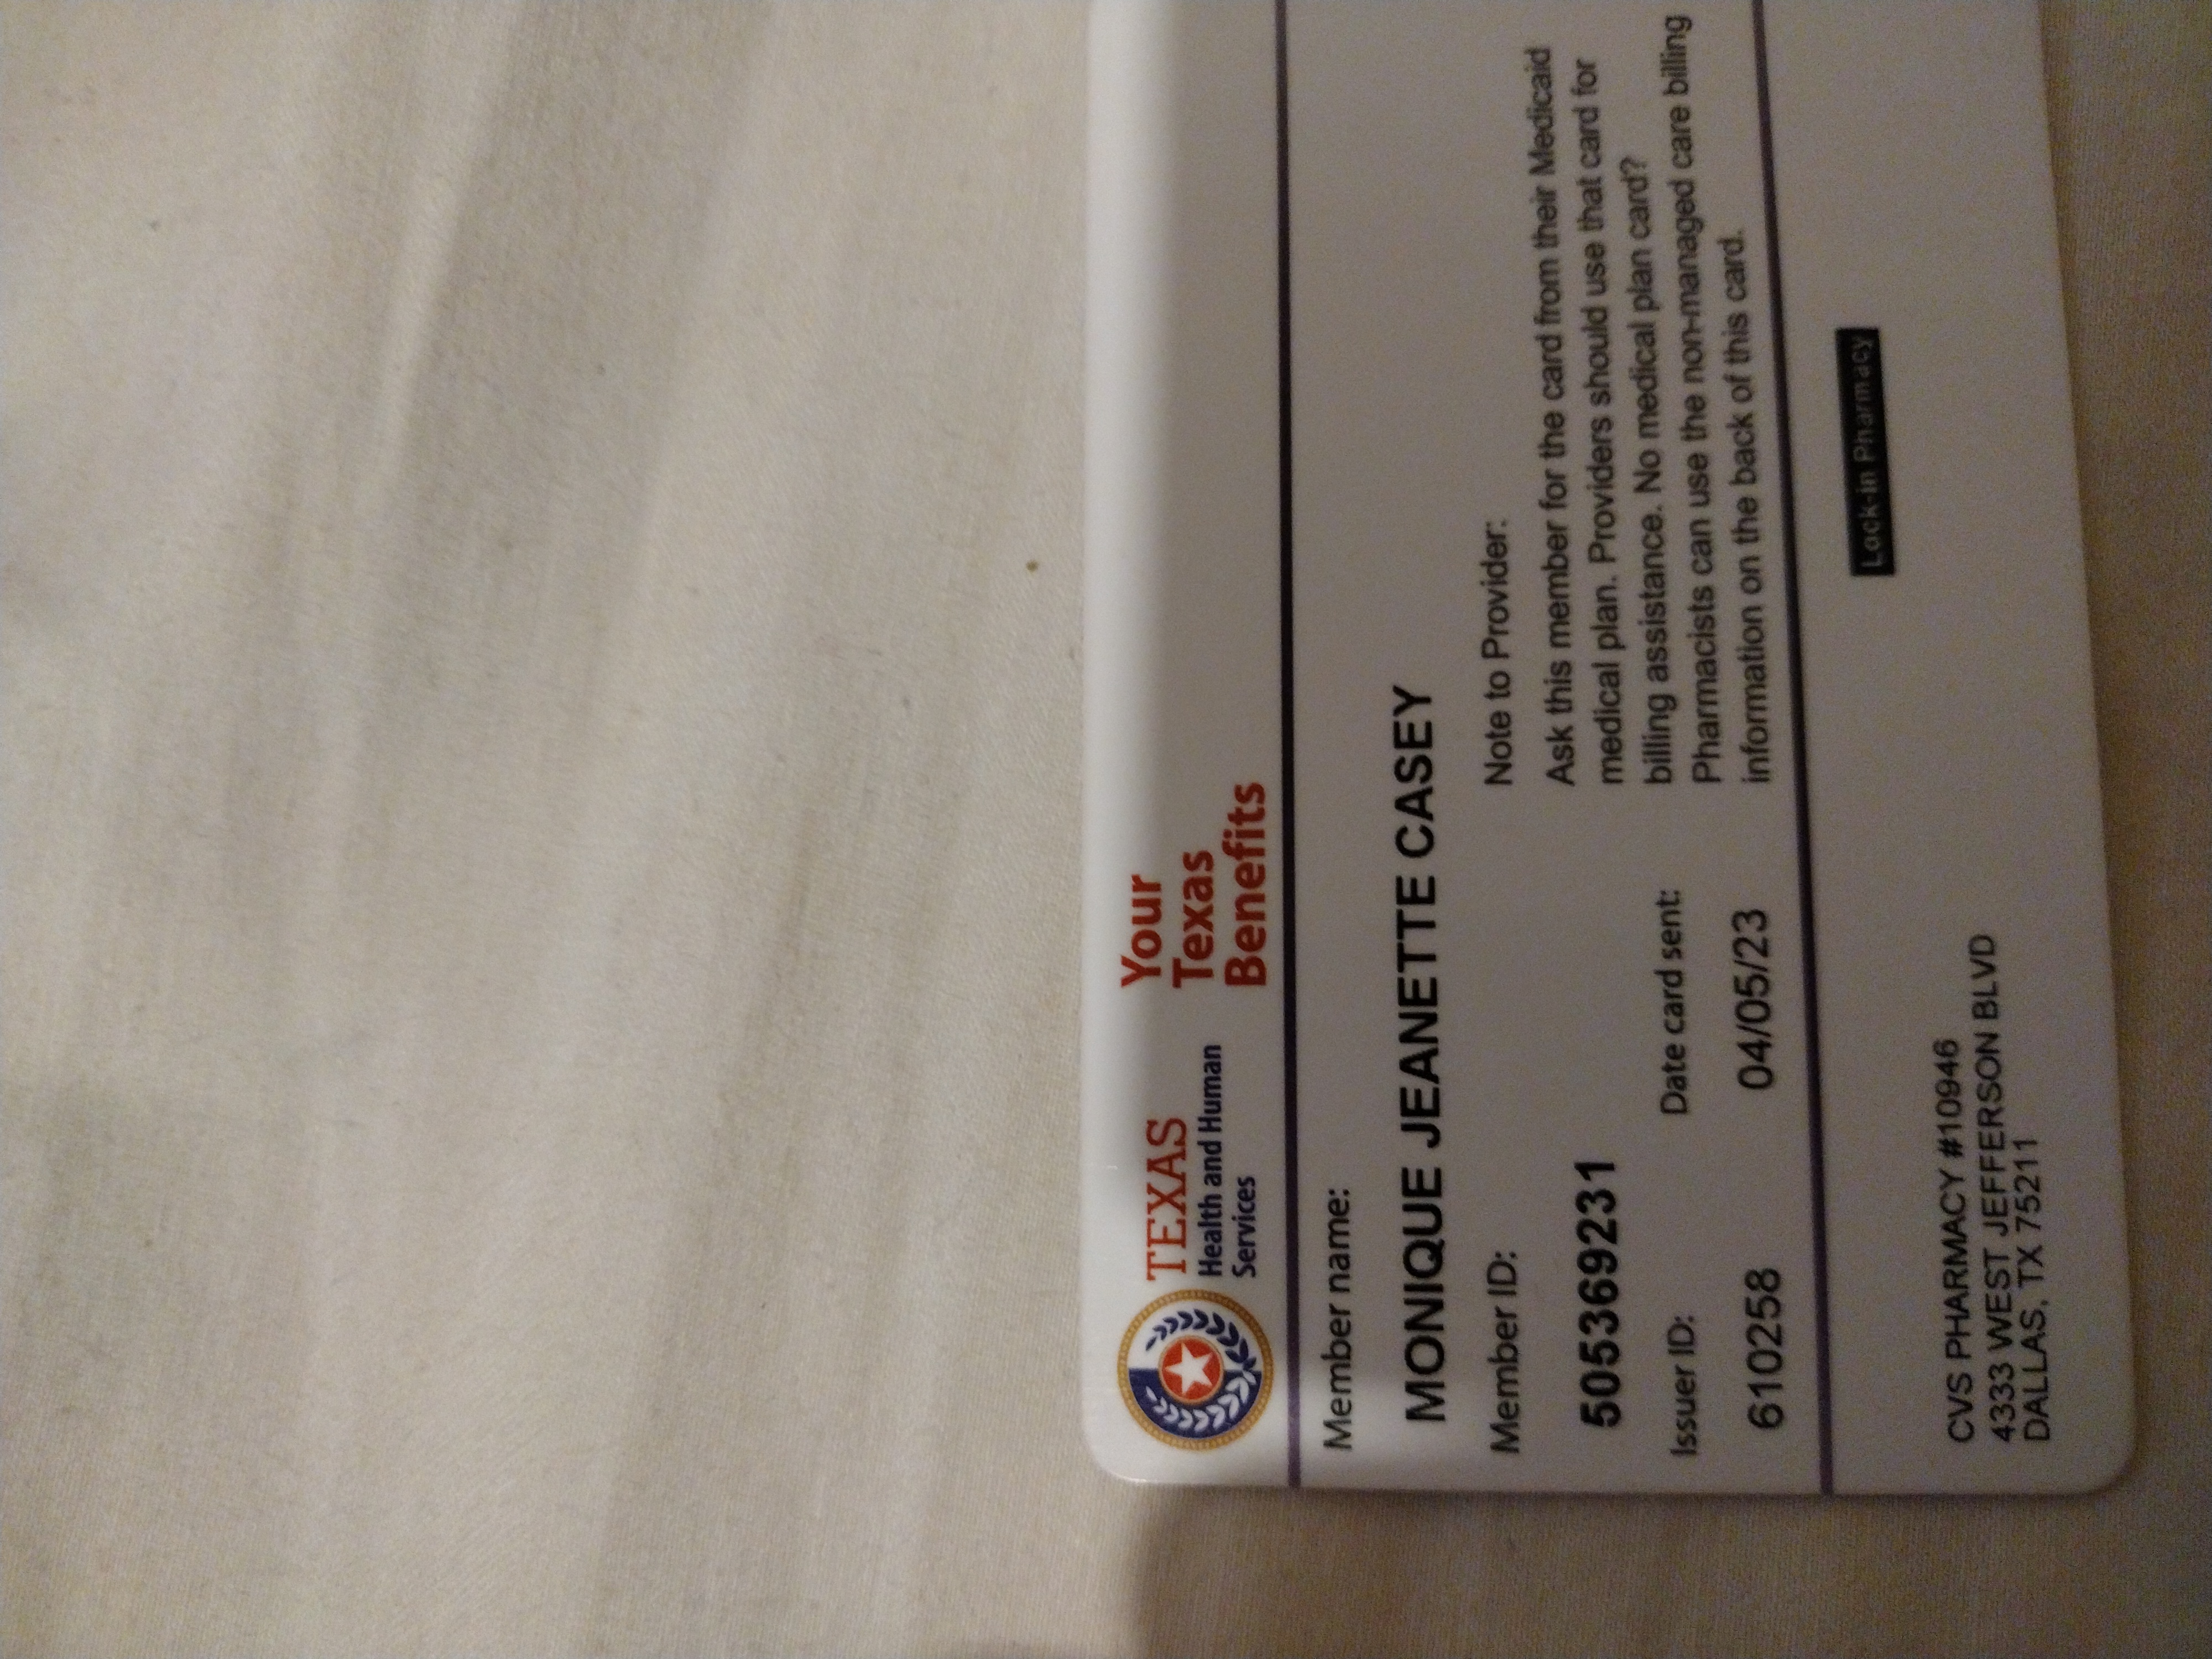 TEXAS
Health and Human
Services
Your
Texas
Benefits
Member name:
MONIQUE JEANETTE CASEY
Member ID:
505369231
Issuer ID:
610258
Date card sent:
04/05/23
Note to Provider:
Ask this member for the card from their Medicaid
medical plan. Providers should use that card for
billing assistance. No medical plan card?
Pharmacists can use the non-managed care billing
information on the back of this card.
Lock-in Pharmacy
CVS PHARMACY #10946
4333 WEST JEFFERSON BLVD
DALLAS, TX 75211